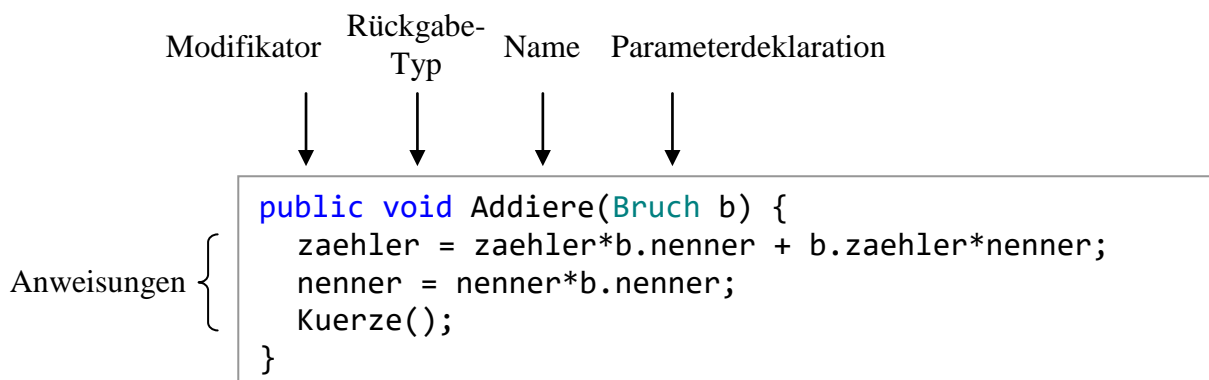 Modifikator
Rückgabe-
Typ
Name
Parameterdeklaration
public void Addiere(Bruch b) {
zaehler = zaehler*b.nenner + b.zaehler*nenner;
Anweisungen
nenner = nenner*b.nenner;
Kuerze();
}